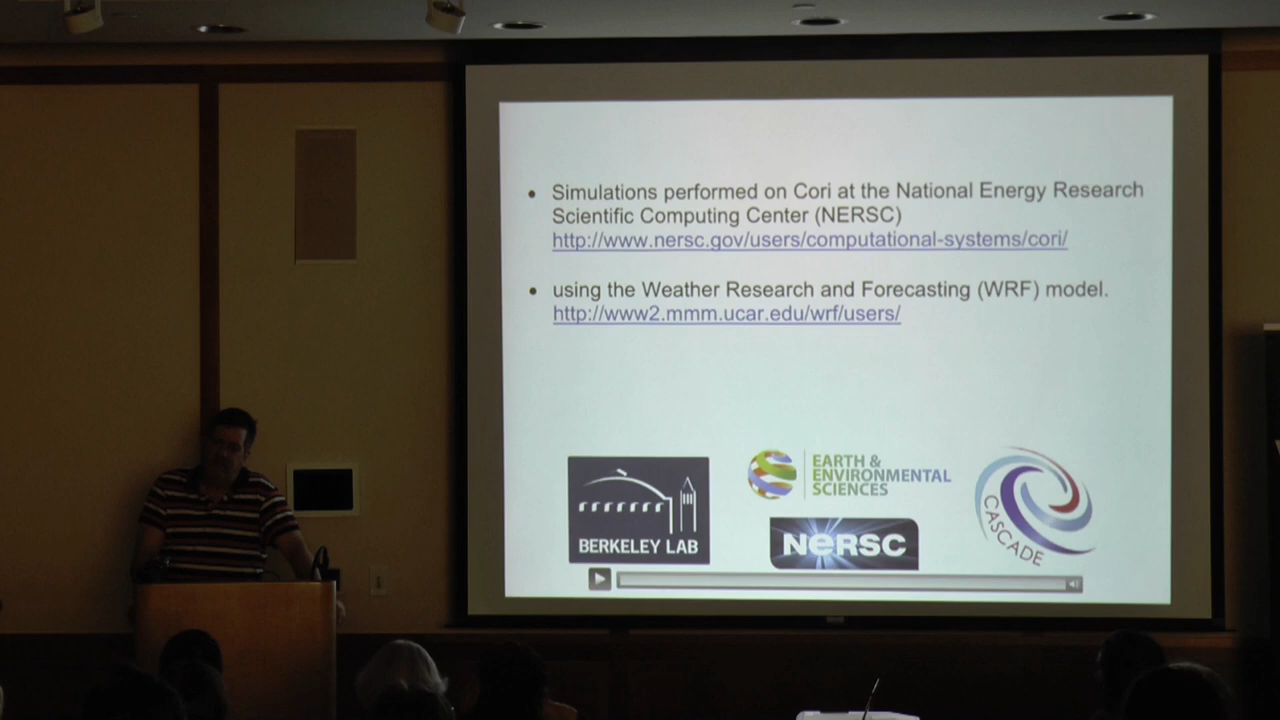 • Simulations performed on Cori at the National Energy Research
Scientific Computing Center (NERSC)
http://www.nersc.gov/users/computational-systems/cori/
• using the Weather Research and Forecasting (WRF) model.
http://www2.mmm.ucar.edu/wrf/users/
BERKELEY LAB
EARTH &
ENVIRONMENTAL
SCIENCES
NERSC
CASCADE